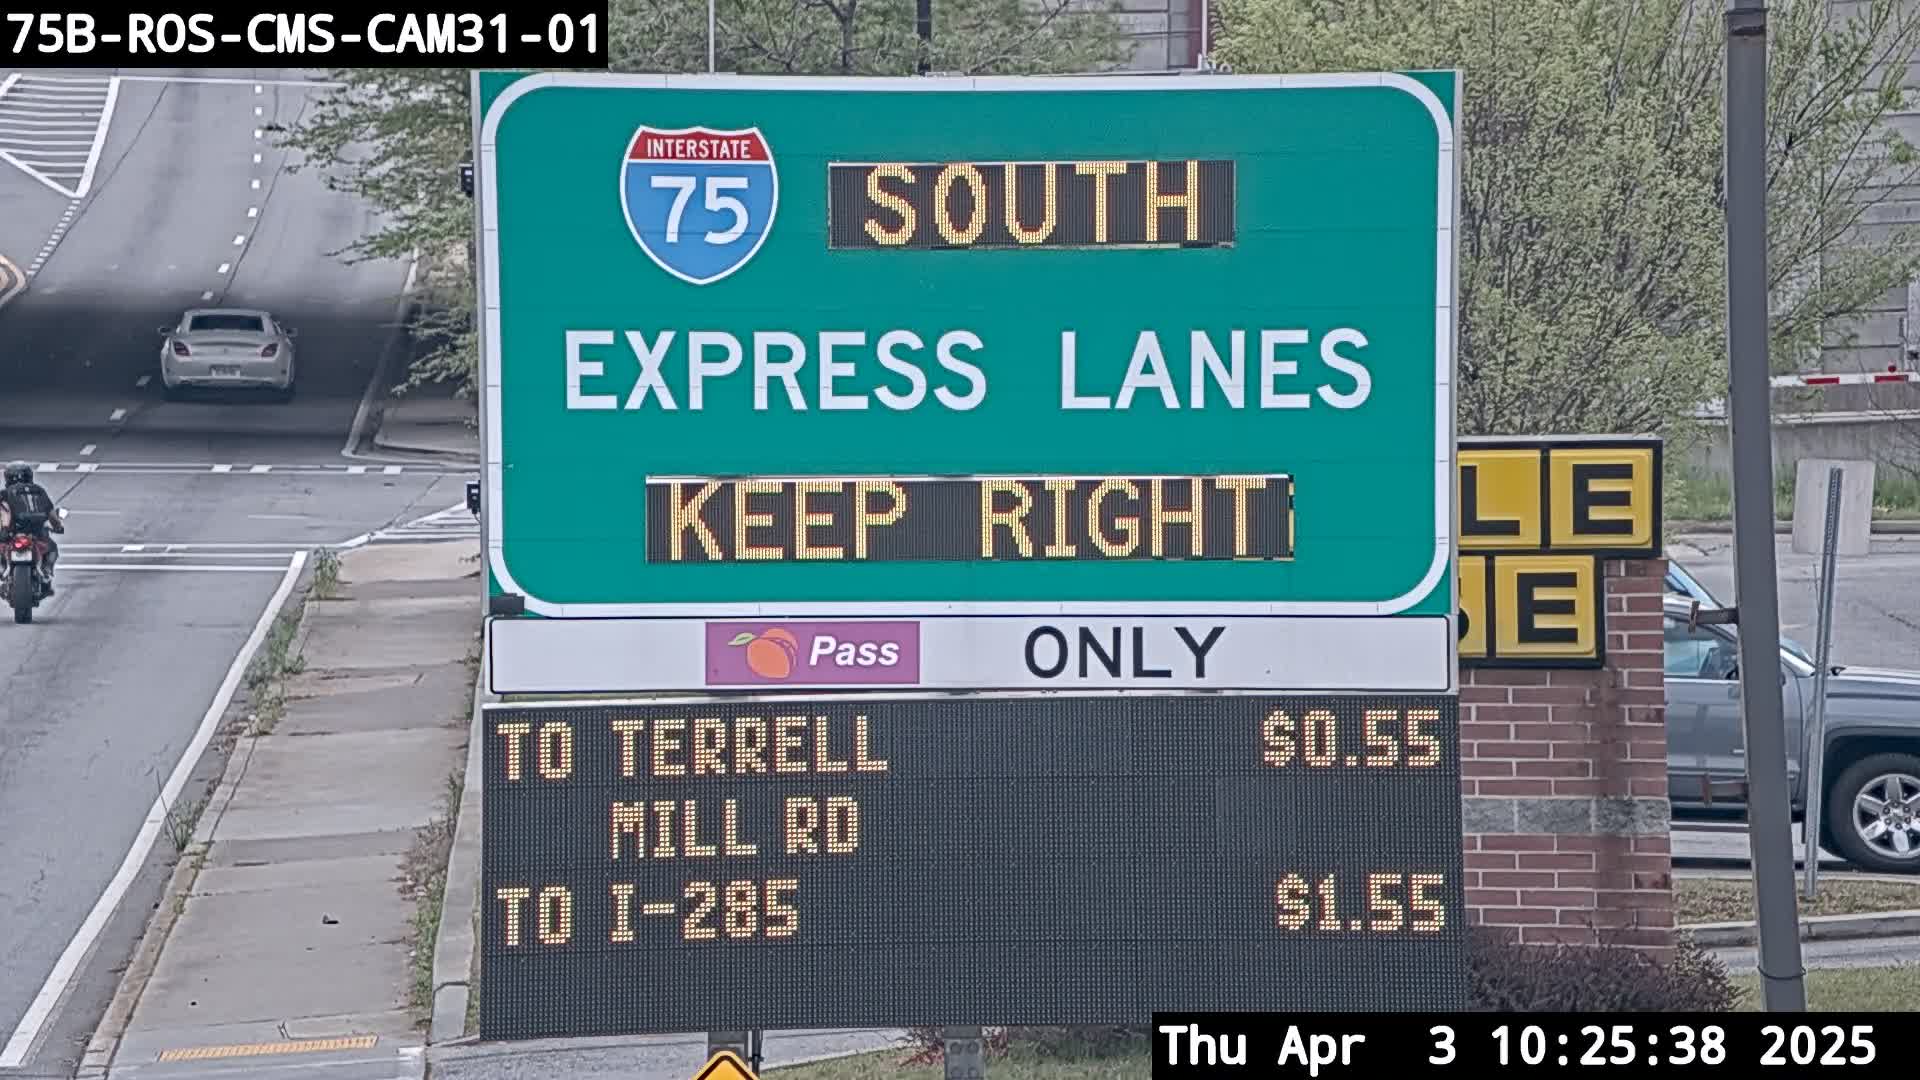 75B-ROS-CMS-CAM31-01
INTERSTATE
75
SOUTH
EXPRESS LANES
KEEP RIGHT
Pass ONLY
TO TERRELL $0.55
MILL RD
TO I-285 $1.55
LE
E
Thu Apr 3 10:25:38 2025